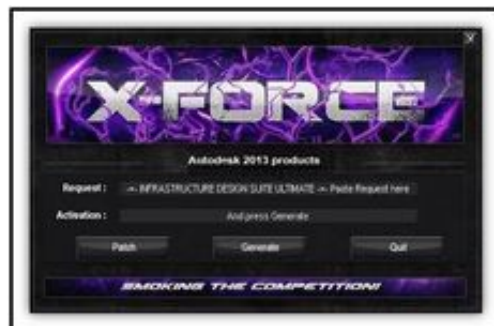 X-FORCE
Autodesk 2013 products
Request : -=- INFRASTRUCTURE DESIGN SUITE ULTIMATE -=- Paste Request here
Activation : And press Generate
Patch Generate Quit
SMOKING THE COMPETITION!